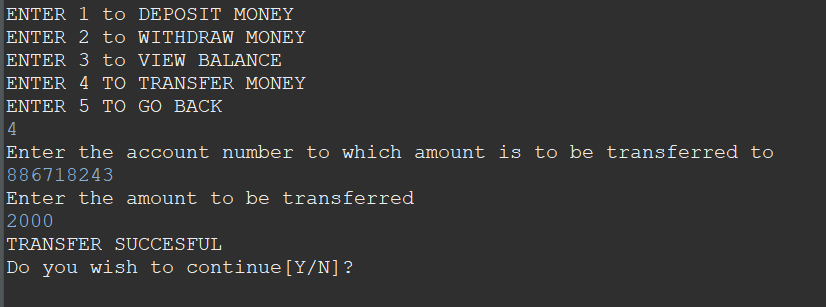 ENTER 1 to DEPOSIT MONEY
ENTER 2 to WITHDRAW MONEY
ENTER 3 to VIEW BALANCE
ENTER 4 TO TRANSFER MONEY
ENTER 5 TO GO BACK
4
Enter the account number to which amount is to be transferred to
886718243
Enter the amount to be transferred
2000
TRANSFER SUCCESFUL
Do you wish to continue[Y/N]?